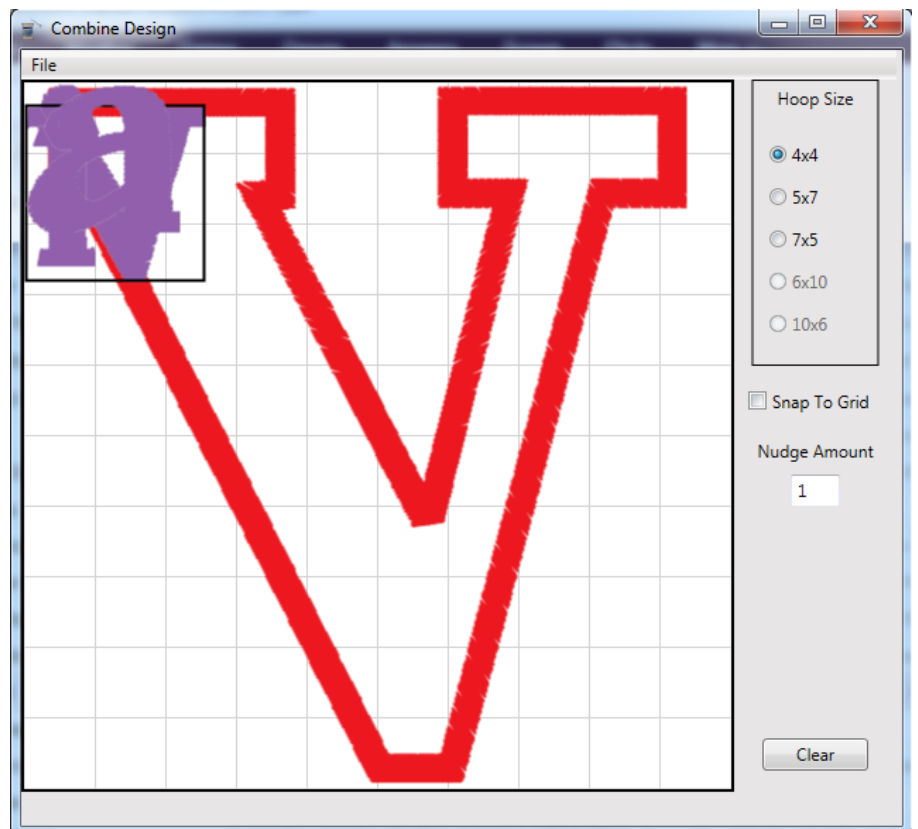 Combine Design
File
Hoop Size
4x4
5x7
7x5
6x10
10x6
Snap To Grid
Nudge Amount
1
Clear
V